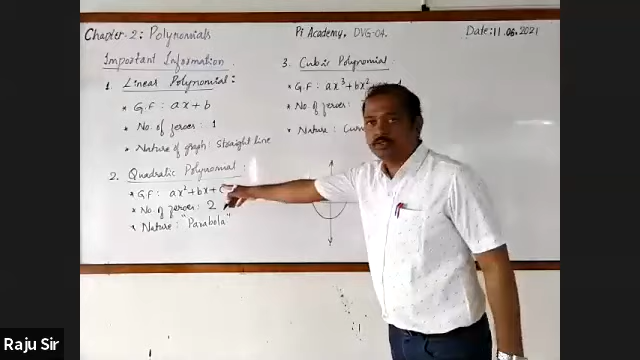 Chapter-2: Polynomials
Pi Academy. DVG-04.
Date: 11.06.2021
Important Information
1. Linear Polynomial:
* G.F : ax + b
* No. of zeroes : 1
* Nature of graph: straight line
2. Quadratic Polynomial :
* G.F : ax² + bx + c
* No. of zeroes : 2
* Nature: "Parabola"
3. Cubic Polynomial
* G.F : ax³ + bx² +
* No. of zeroes :
* Nature :
Raju Sir